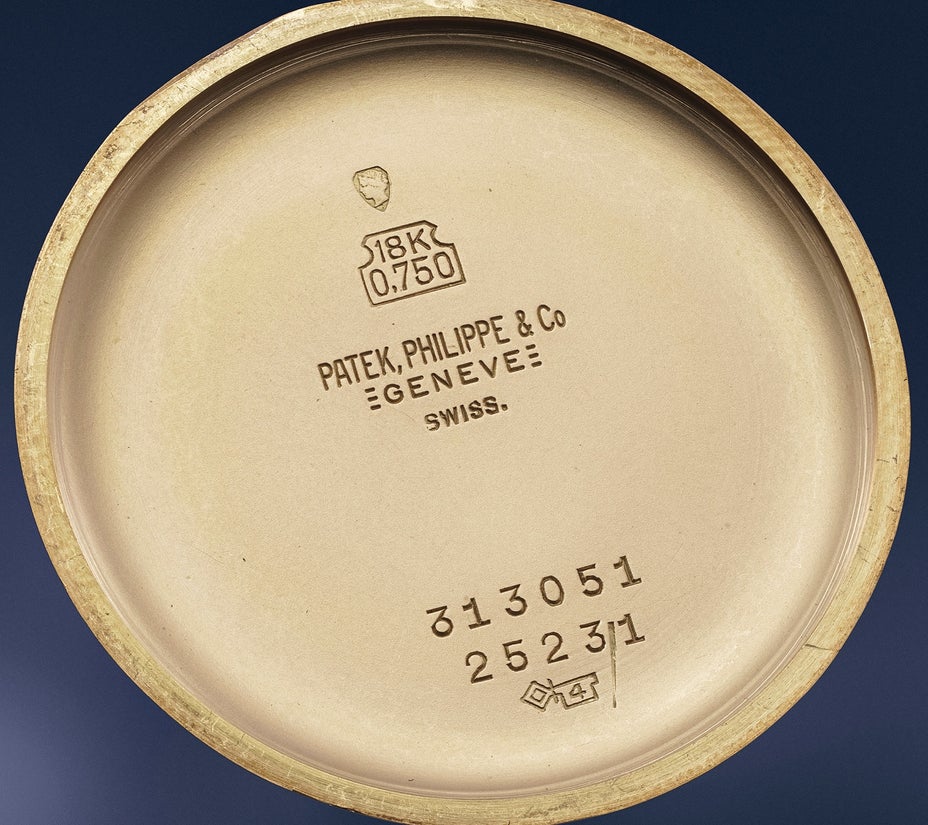 18K
0,750
PATEK, PHILIPPE & Co
GENEVE
SWISS.
313051
2523/1
4